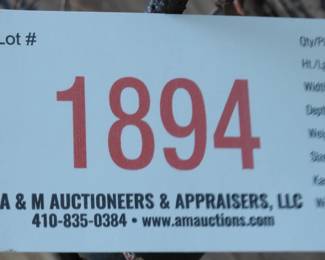 Lot #
1894
A & M AUCTIONEERS & APPRAISERS, LLC
410-835-0384 • www.amauctions.com